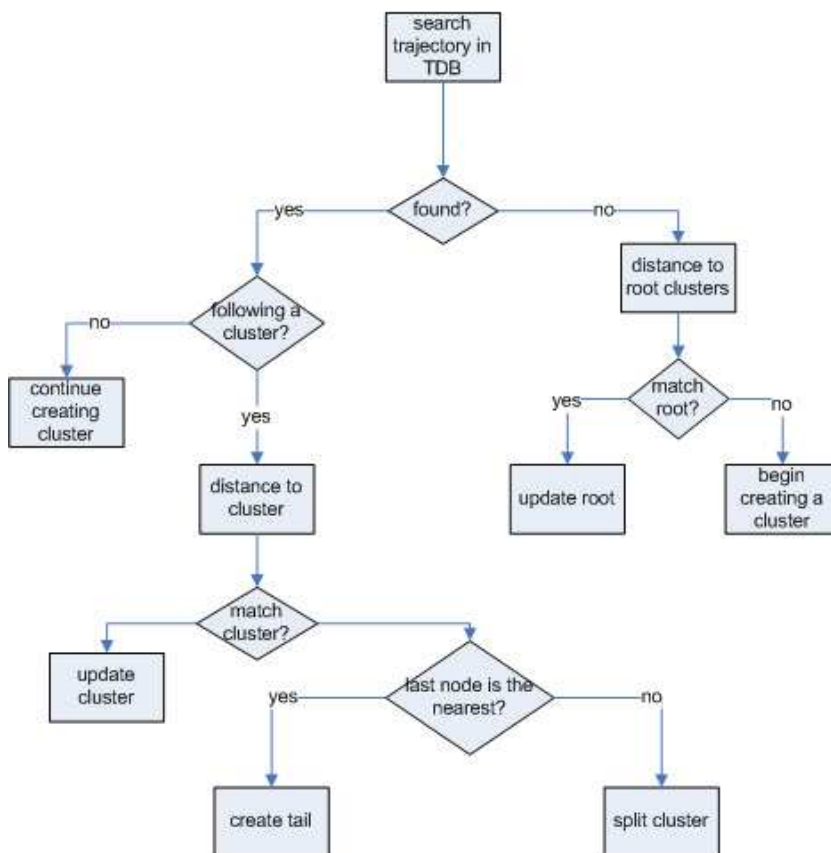 search
trajectory in
TDB
found?
yes
no
following a
cluster?
distance to
root clusters
no
continue
creating
cluster
yes
match
root?
yes
no
distance to
cluster
update root
begin
creating a
cluster
match
cluster?
update
cluster
last node is the
nearest?
yes
no
create tail
split cluster